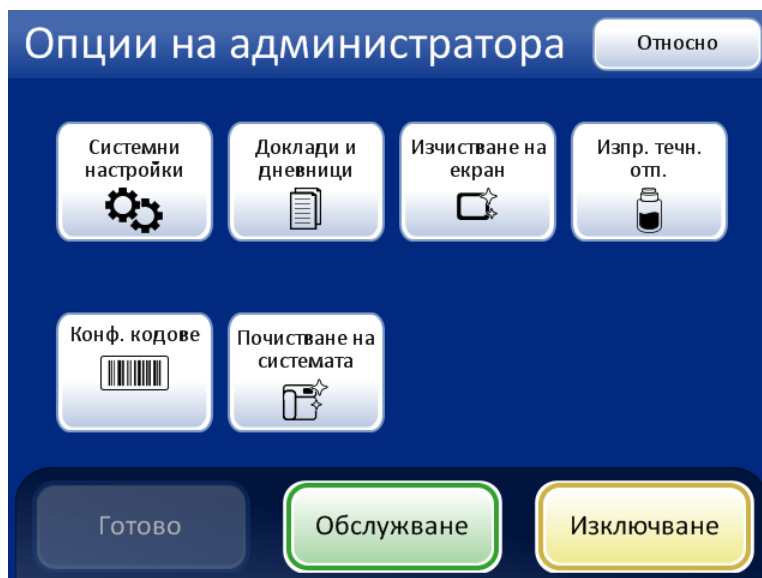 Опции на администратора
Относно
Системни
настройки
Доклади и
дневници
Изчистване на
екран
Изпр. течн.
отп.
Конф. кодове
Почистване на
системата
Готово
Обслужване
Изключване